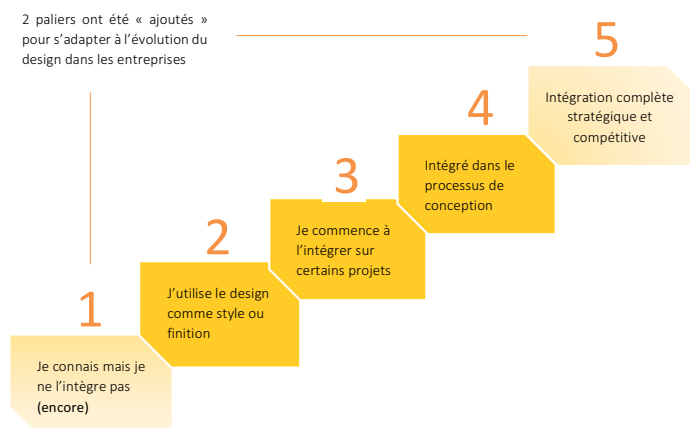 2 paliers ont été « ajoutés »
pour s’adapter à l’évolution du
design dans les entreprises
1
Je connais mais je
ne l’intègre pas
(encore)
2
J’utilise le design
comme style ou
finition
3
Je commence à
l’intégrer sur
certains projets
4
Intégré dans le
processus de
conception
5
Intégration complète
stratégique et
compétitive